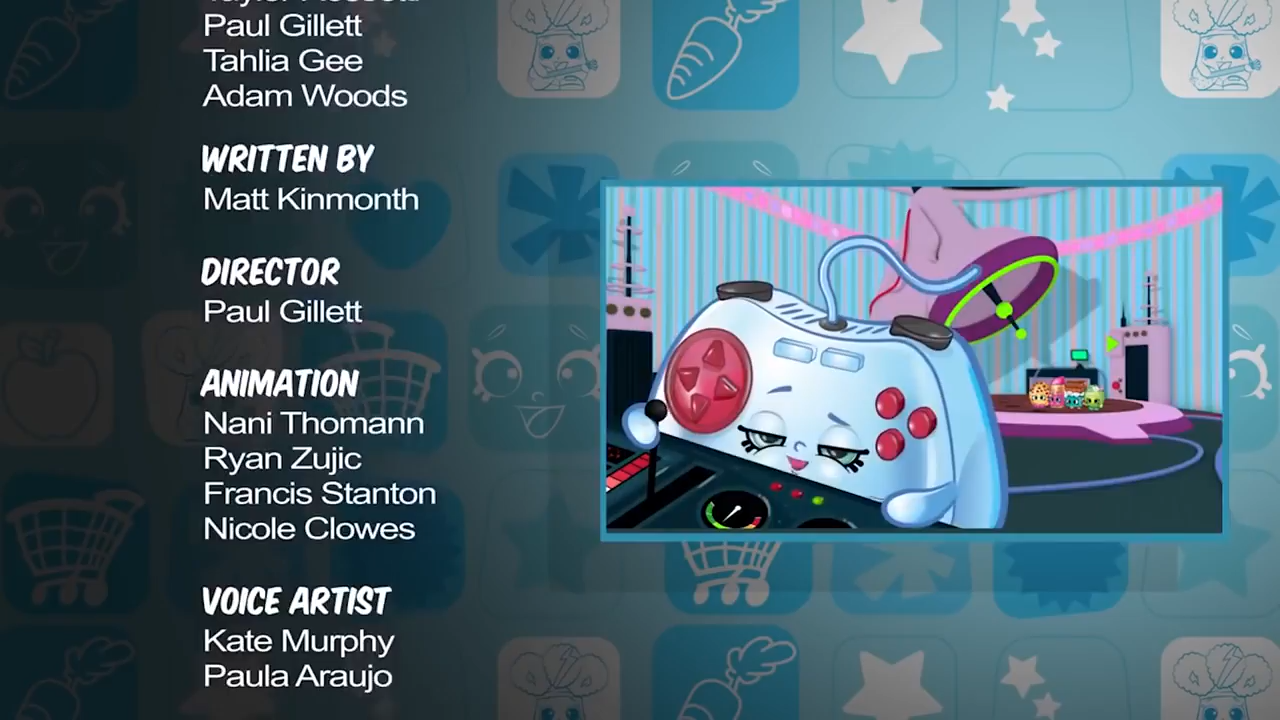 Paul Gillett
Tahlia Gee
Adam Woods
WRITTEN BY
Matt Kinmonth
DIRECTOR
Paul Gillett
ANIMATION
Nani Thomann
Ryan Zujic
Francis Stanton
Nicole Clowes
VOICE ARTIST
Kate Murphy
Paula Araujo